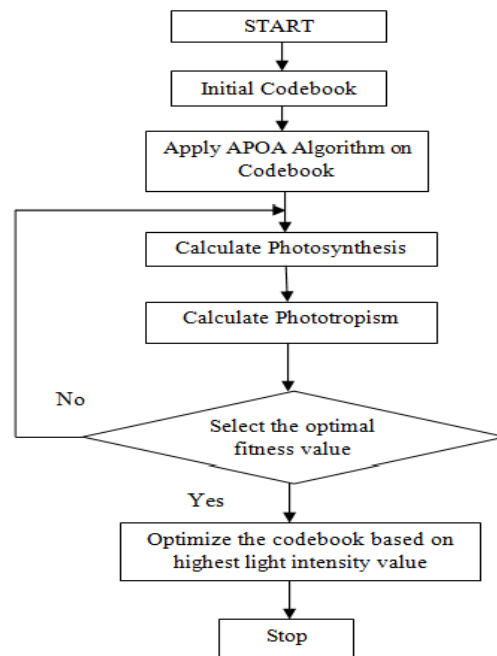 START
Initial Codebook
Apply APOA Algorithm on
Codebook
Calculate Photosynthesis
Calculate Phototropism
No
Select the optimal
fitness value
Yes
Optimize the codebook based on
highest light intensity value
Stop